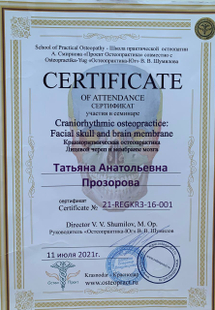 School of Practical Osteopathy - Школа практической остеопатии
А. Смирнова «Проект Остеопрактика» совместно с
Osteopraktika-Yug «Остеопрактика-Юг» В. В. Шумилова
CERTIFICATE
OF ATTENDANCE
СЕРТИФИКАТ
участия в семинаре
Craniorhythmic osteopractice:
Facial skull and brain membrane
Краниоритмическая остеопрактика
Лицевой череп и мембраны мозга
Татьяна Анатольевна
Прозорова
сертификат
Certificate №: 21-REGKR3-16-001
Director V. V. Shumilov, M. Op.
Руководитель «Остеопрактика-Юг» В. В. Шумилов
11 июля 2021г.
Krasnodar - Краснодар
www.osteopract.ru